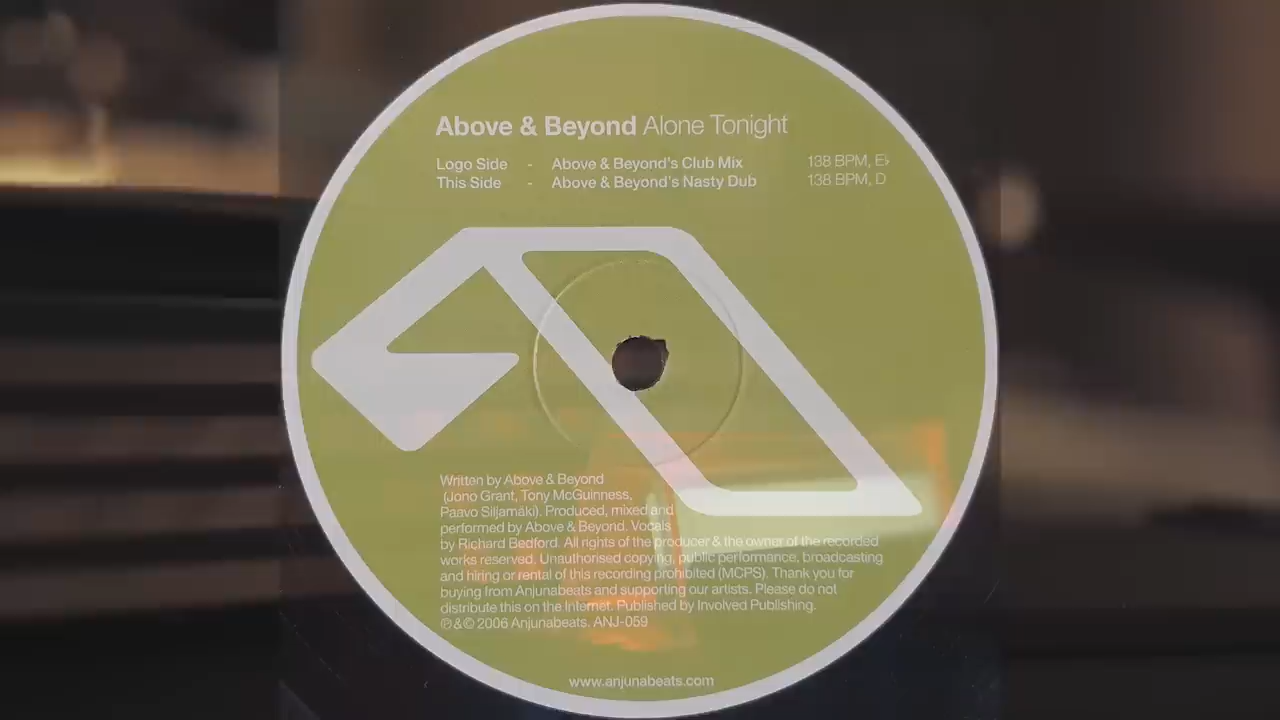 Above & Beyond Alone Tonight
Logo Side - Above & Beyond's Club Mix 138 BPM, E♭
This Side - Above & Beyond's Nasty Dub 138 BPM, D
Written by Above & Beyond
(Jono Grant, Tony McGuinness,
Paavo Siljamäki). Produced, mixed and
performed by Above & Beyond. Vocals
by Richard Bedford. All rights of the producer & the owner of the recorded
works reserved. Unauthorised copying, public performance, broadcasting
and hiring or rental of this recording prohibited (MCPS). Thank you for
buying from Anjunabeats and supporting our artists. Please do not
distribute this on the Internet. Published by Involved Publishing.
℗&© 2006 Anjunabeats. ANJ-059
www.anjunabeats.com